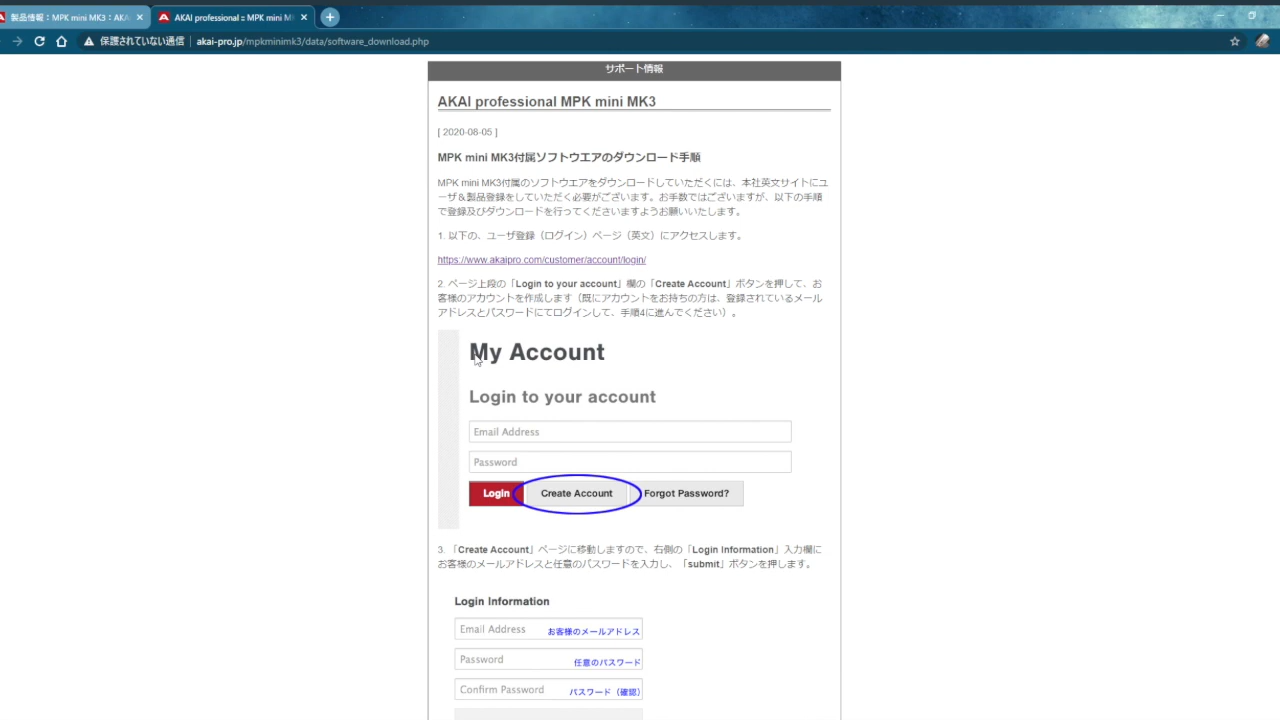 製品情報：MPK mini MK3：AKA
AKAI professional :: MPK mini M
保護されていない通信
akai-pro.jp/mpkminimk3/data/software_download.php
サポート情報
AKAI professional MPK mini MK3
[ 2020-08-05 ]
MPK mini MK3付属ソフトウエアのダウンロード手順
MPK mini MK3付属のソフトウエアをダウンロードしていただくには、本社英文サイトにユ
ーザ＆製品登録をしていただく必要がございます。お手数ではございますが、以下の手順
で登録及びダウンロードを行ってくださいますようお願いいたします。
1. 以下の、ユーザ登録（ログイン）ページ（英文）にアクセスします。
https://www.akaipro.com/customer/account/login/
2. ページ上段の「Login to your account」欄の「Create Account」ボタンを押して、お
客様のアカウントを作成します（既にアカウントをお持ちの方は、登録されているメール
アドレスとパスワードにてログインして、手順4に進んでください）。
My Account
Login to your account
Email Address
Password
Login Create Account Forgot Password?
3. 「Create Account」ページに移動しますので、右側の「Login Information」入力欄に
お客様のメールアドレスと任意のパスワードを入力し、「submit」ボタンを押します。
Login Information
Email Address お客様のメールアドレス
Password 任意のパスワード
Confirm Password パスワード（確認）